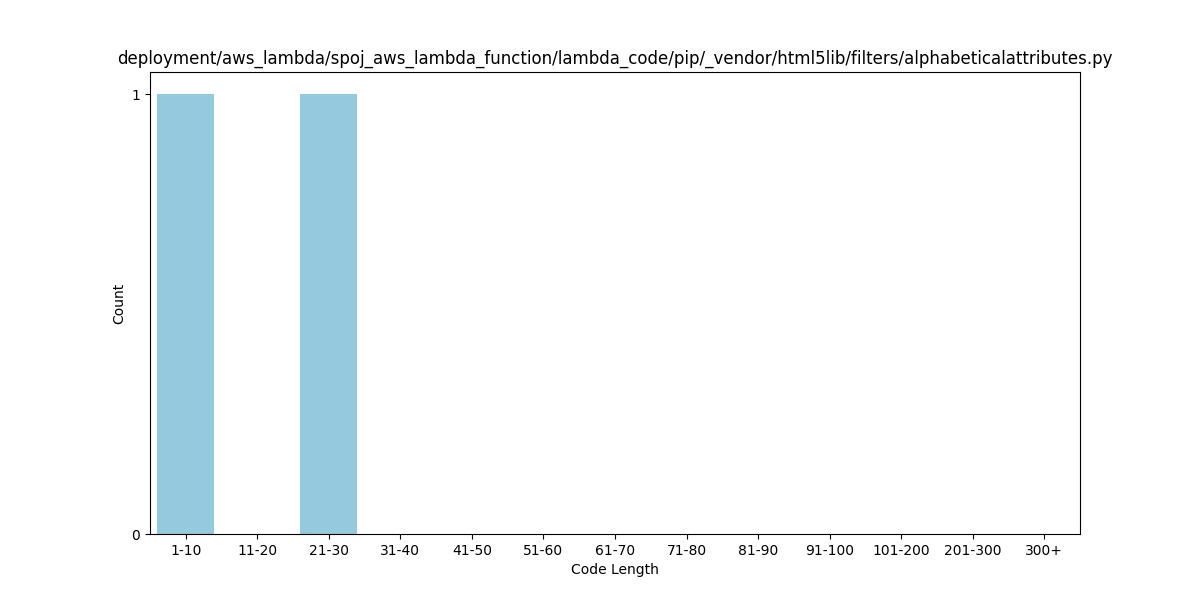 deployment/aws_lambda/spoj_aws_lambda_function/lambda_code/pip/_vendor/html5lib/filters/alphabeticalattributes.py
1
Count
0
1-10 11-20 21-30 31-40 41-50 51-60 61-70 71-80 81-90 91-100 101-200 201-300 300+
Code Length